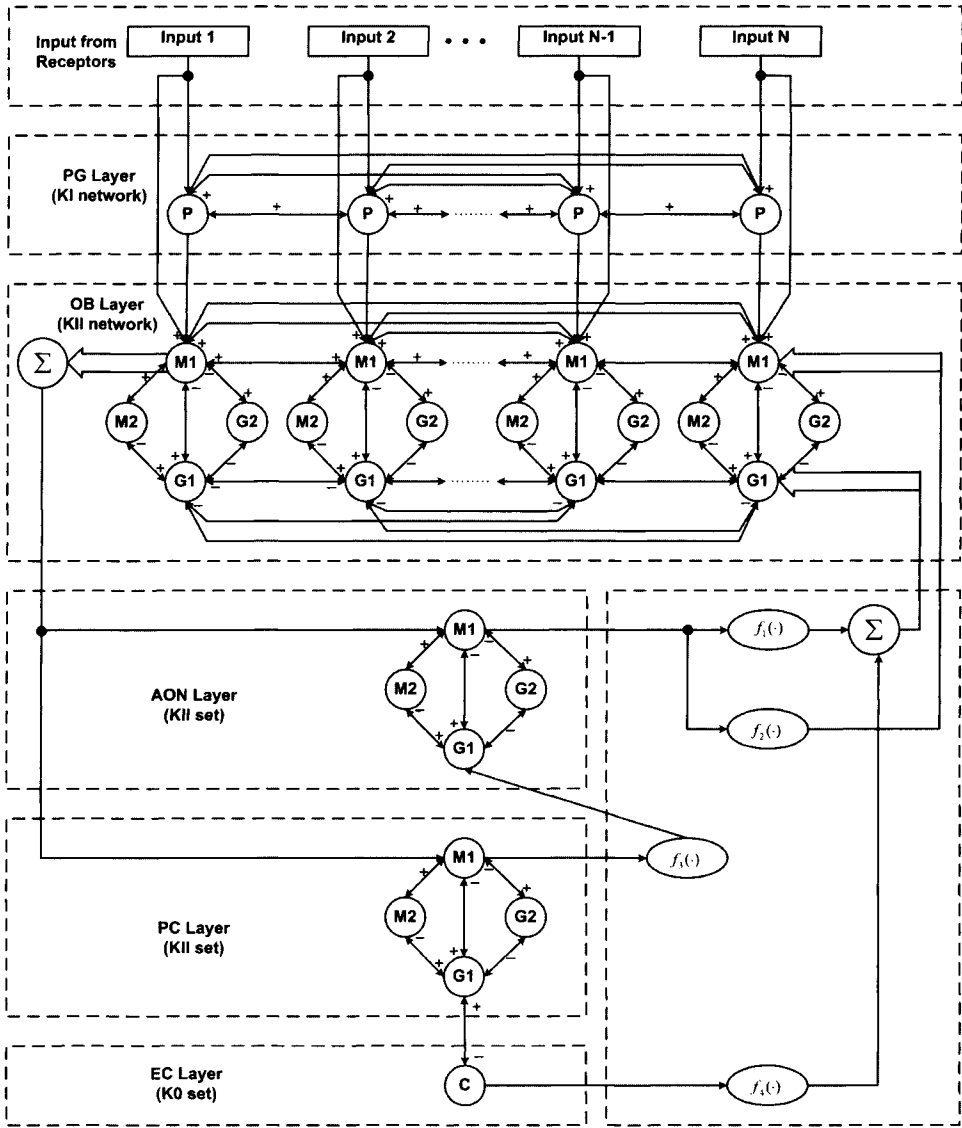 Input from
Receptors
Input 1
Input 2
• • •
Input N-1
Input N
PG Layer
(KI network)
+ + + +
P + P + ...... + P + P
OB Layer
(KII network)
Σ
+ + + + + + + +
M1 + M1 + ...... + M1 + M1
+ − − + + − − + + − − + + − − +
M2 G2 M2 G2 M2 G2 M2 G2
− + + − − + + − − + + − − + + −
G1 − − G1 − ...... − G1 − − G1
− − − −
AON Layer
(KII set)
M1
+ − − +
M2 G2
− + + −
G1
f₁(·)
Σ
f₂(·)
PC Layer
(KII set)
M1
+ − − +
M2 G2
− + + −
G1
+
f₃(·)
EC Layer
(K0 set)
−
C
f₄(·)